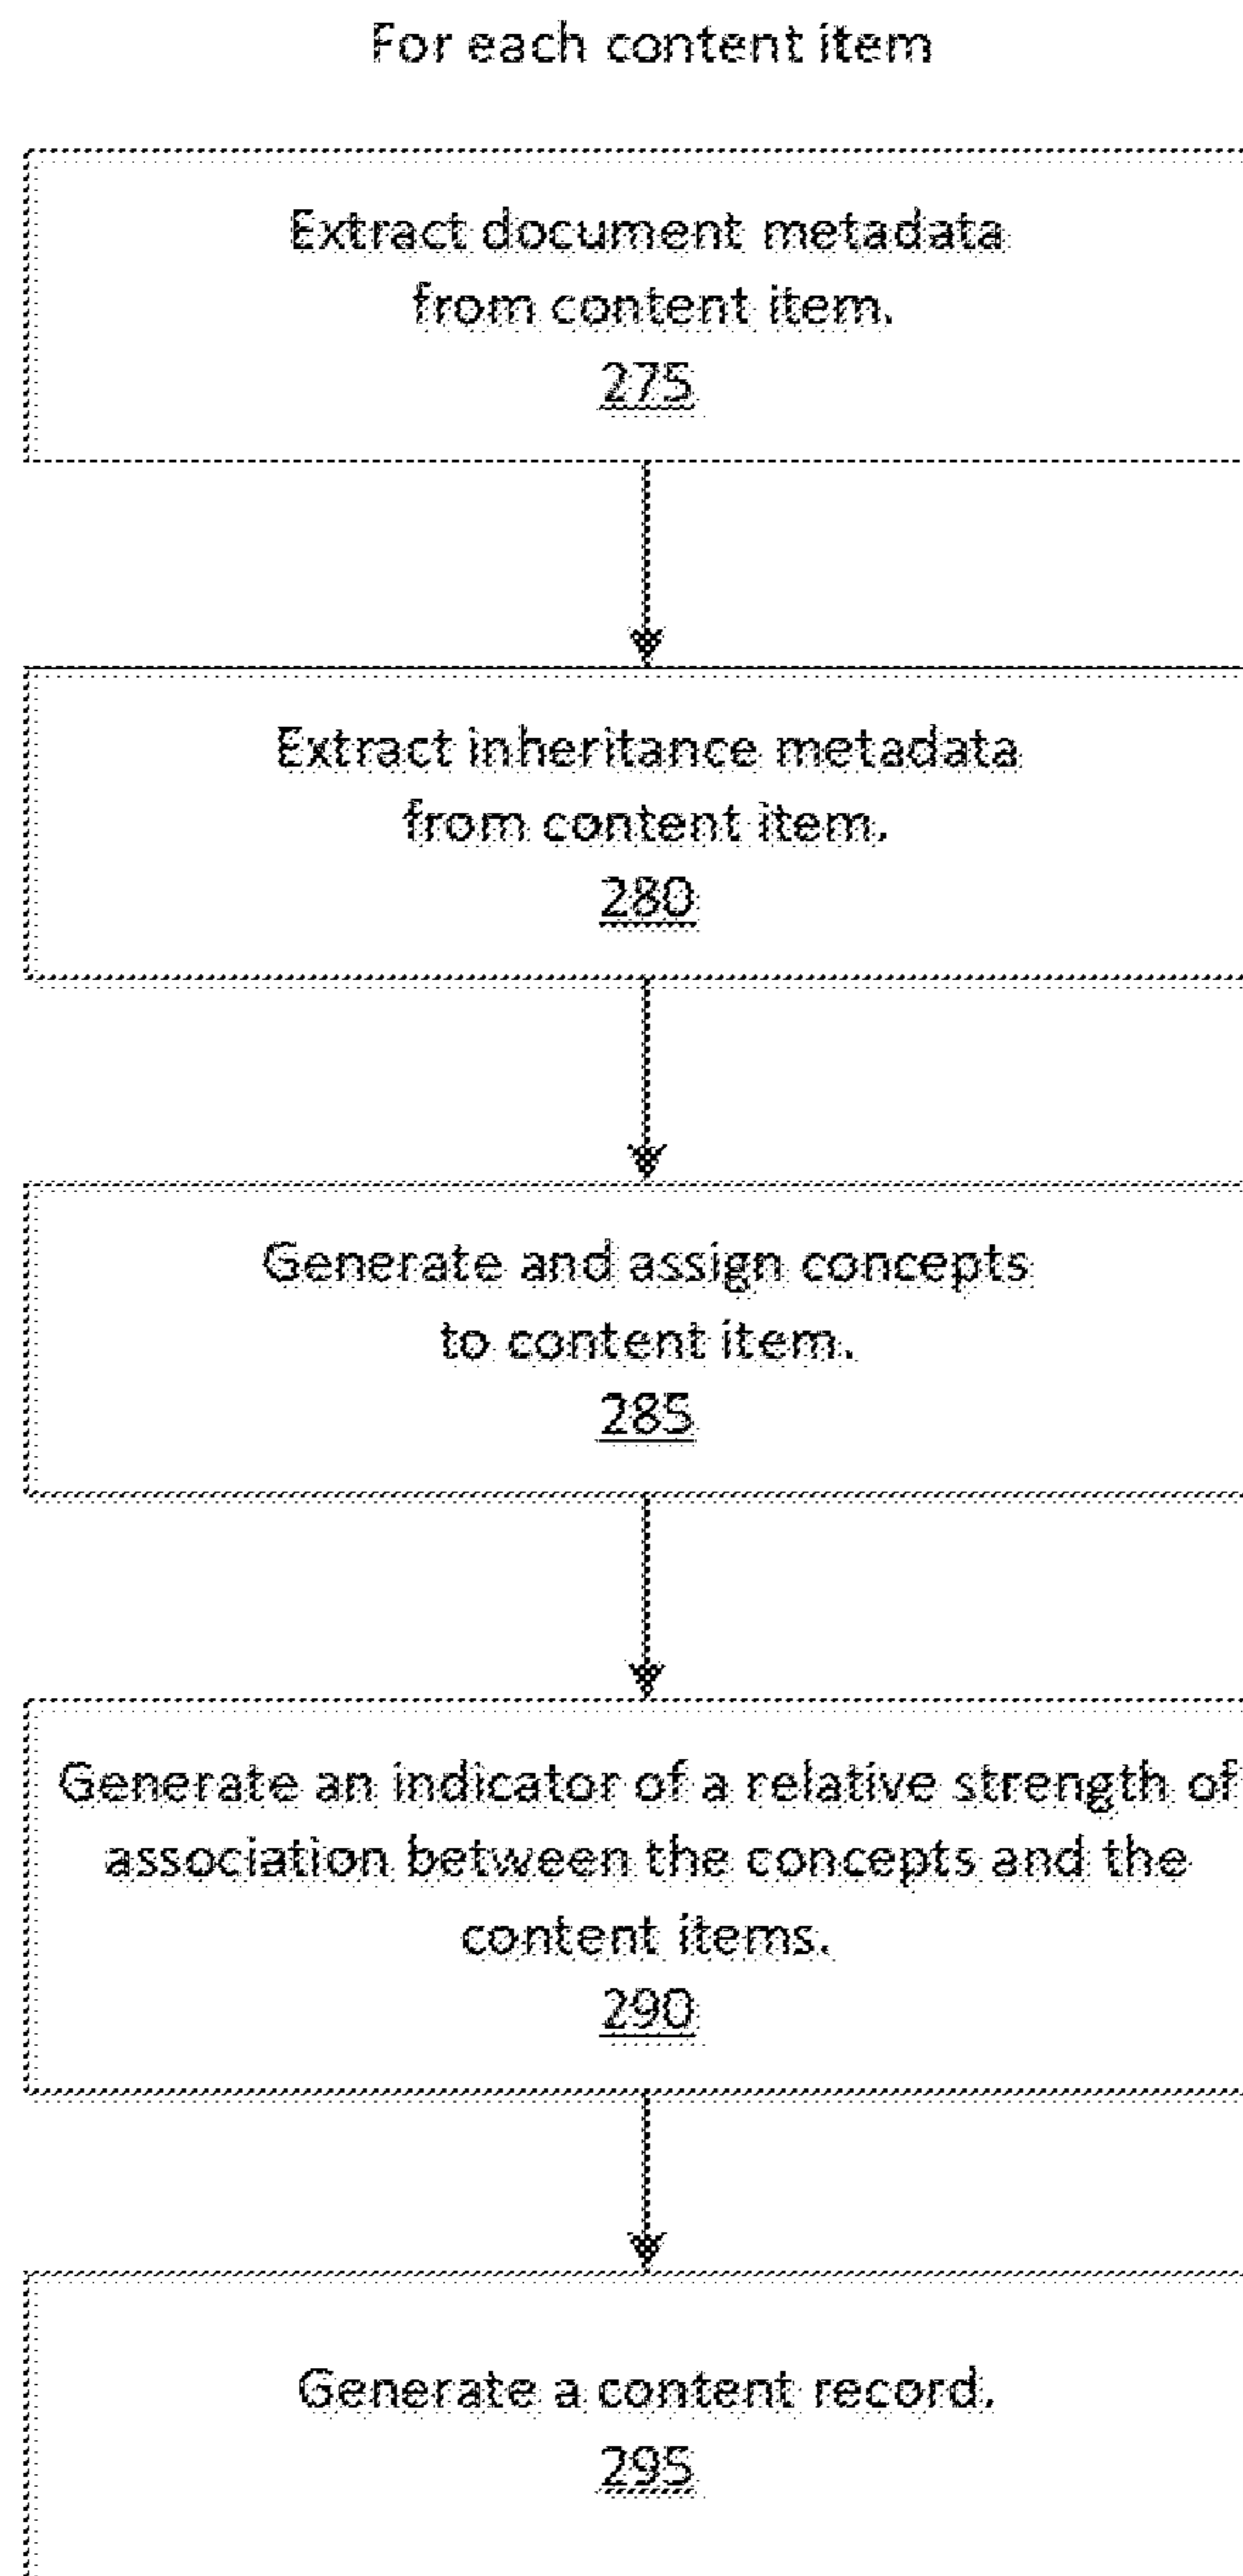 For each content item
Extract document metadata
from content item.
275
Extract inheritance metadata
from content item.
280
Generate and assign concepts
to content item.
285
Generate an indicator of a relative strength of
association between the concepts and the
content items.
290
Generate a content record.
295